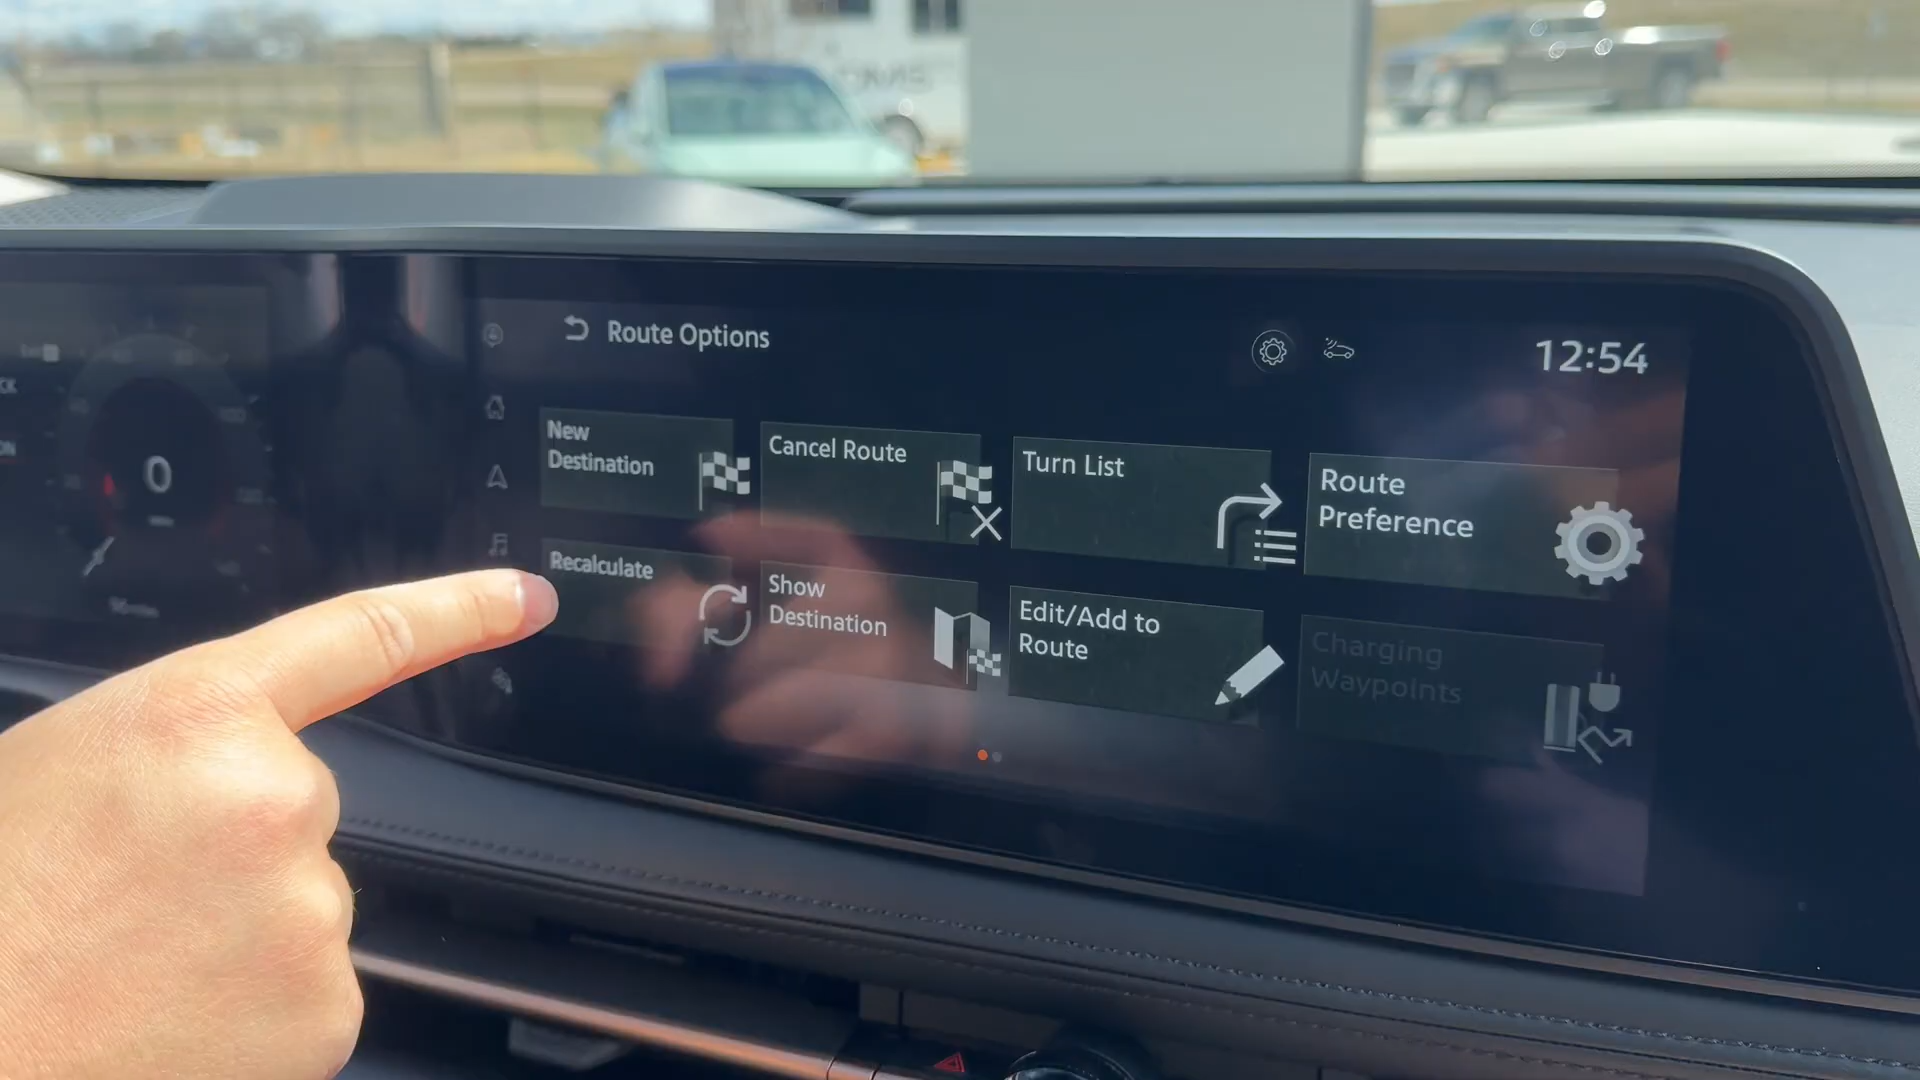 Route Options
12:54
New
Destination
Cancel Route
Turn List
Route
Preference
Recalculate
Show
Destination
Edit/Add to
Route
Charging
Waypoints
0